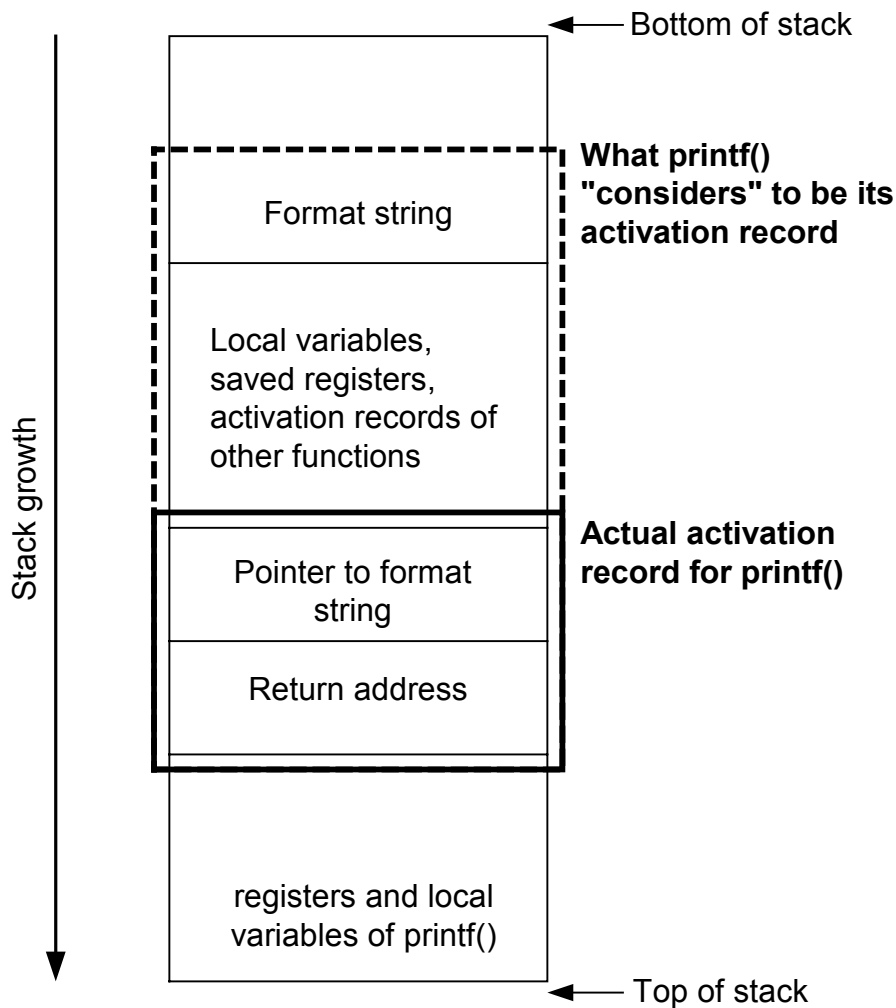 Bottom of stack
What printf()
"considers" to be its
activation record
Format string
Local variables,
saved registers,
activation records of
other functions
Stack growth
Actual activation
record for printf()
Pointer to format
string
Return address
registers and local
variables of printf()
Top of stack